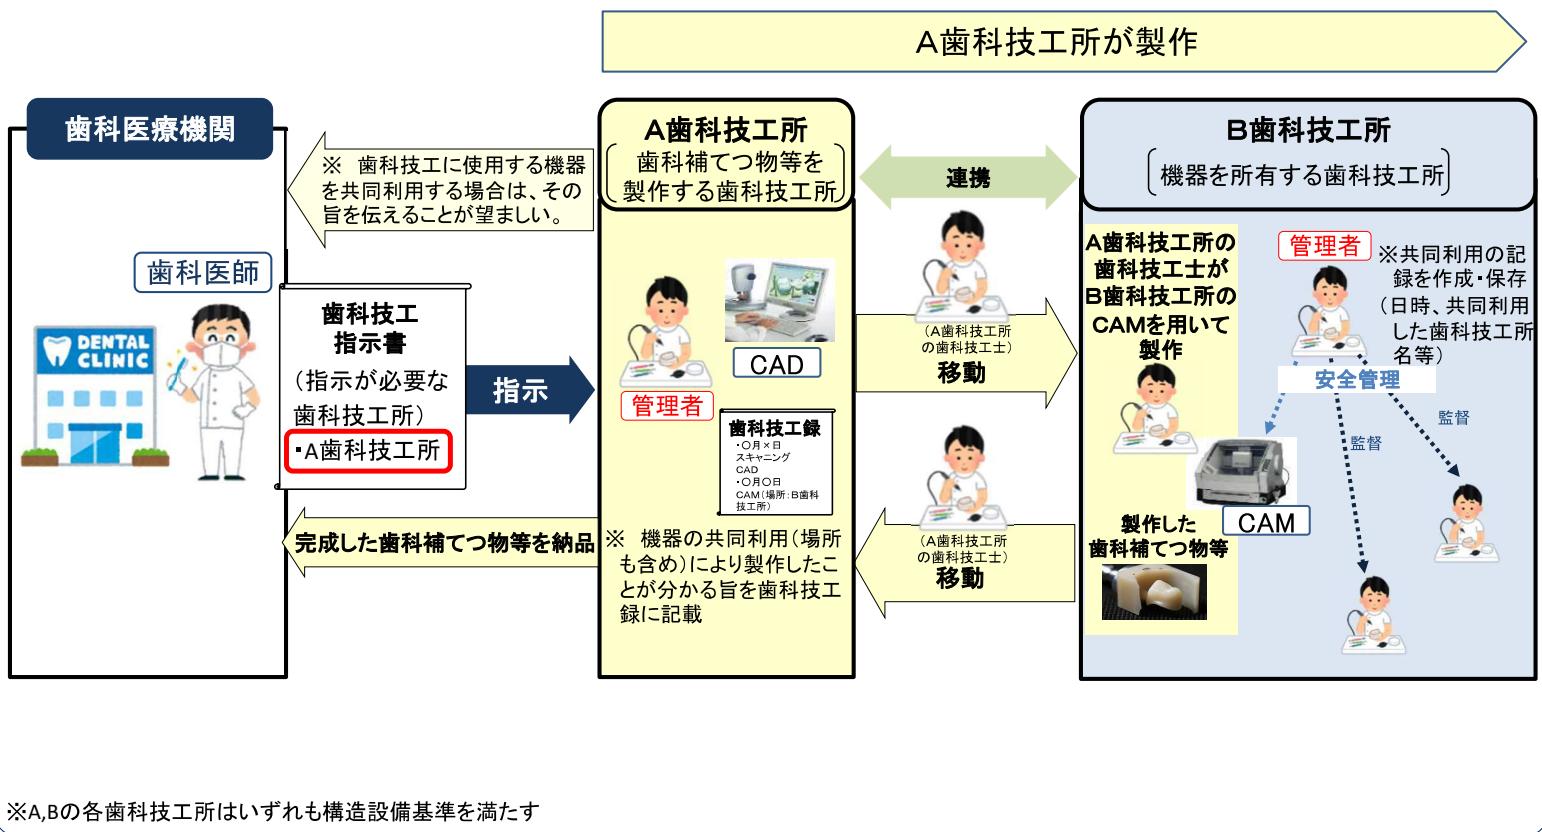 A歯科技工所が製作
歯科医療機関
※　歯科技工に使用する機器
を共同利用する場合は、その
旨を伝えることが望ましい。
歯科医師
DENTAL
CLINIC
歯科技工
指示書
（指示が必要な
歯科技工所）
・A歯科技工所
指示
完成した歯科補てつ物等を納品
A歯科技工所
歯科補てつ物等を
製作する歯科技工所
CAD
管理者
歯科技工録
・〇月×日
スキャニング
CAD
・〇月〇日
CAM（場所：B歯科
技工所）
※　機器の共同利用（場所
も含め）により製作したこ
とが分かる旨を歯科技工
録に記載
連携
（A歯科技工所
の歯科技工士）
移動
（A歯科技工所
の歯科技工士）
移動
B歯科技工所
機器を所有する歯科技工所
A歯科技工所の
歯科技工士が
B歯科技工所の
CAMを用いて
製作
管理者
※共同利用の記
録を作成・保存
（日時、共同利用
した歯科技工所
名等）
安全管理
監督
監督
CAM
製作した
歯科補てつ物等
※A,Bの各歯科技工所はいずれも構造設備基準を満たす